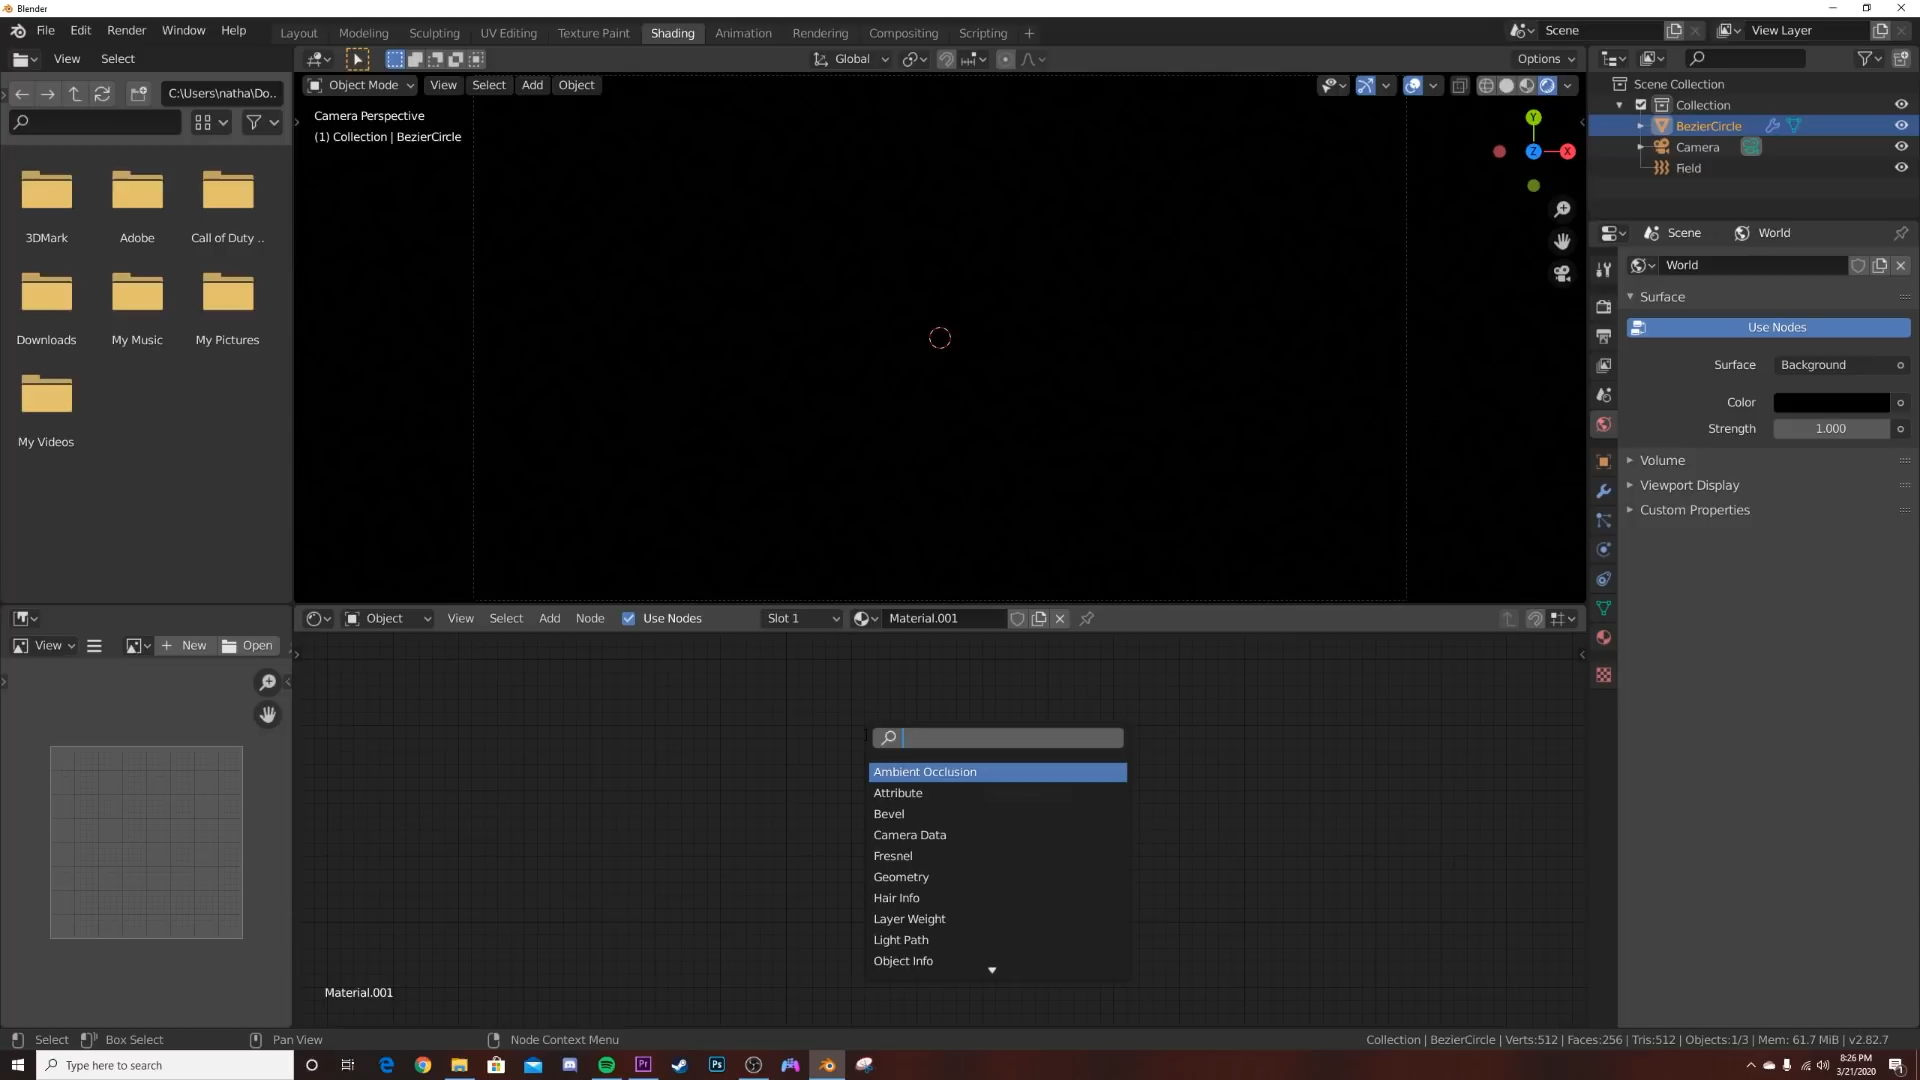 Blender
File Edit Render Window Help
Layout Modeling Sculpting UV Editing Texture Paint Shading Animation Rendering Compositing Scripting +
Scene
View Layer
View Select
Global
Options
C:\Users\natha\Do..
Object Mode View Select Add Object
Camera Perspective
(1) Collection | BezierCircle
Y
Z
X
3DMark Adobe Call of Duty ..
Downloads My Music My Pictures
My Videos
Scene Collection
Collection
BezierCircle
Camera
Field
Scene World
World
Surface
Use Nodes
Surface Background
Color
Strength 1.000
Volume
Viewport Display
Custom Properties
View + New Open
Object View Select Add Node Use Nodes Slot 1 Material.001
Ambient Occlusion
Attribute
Bevel
Camera Data
Fresnel
Geometry
Hair Info
Layer Weight
Light Path
Object Info
Material.001
Select Box Select Pan View Node Context Menu
Collection | BezierCircle | Verts:512 | Faces:256 | Tris:512 | Objects:1/3 | Mem: 61.7 MiB | v2.82.7
Type here to search
Pr
Ps
8:26 PM
3/21/2020